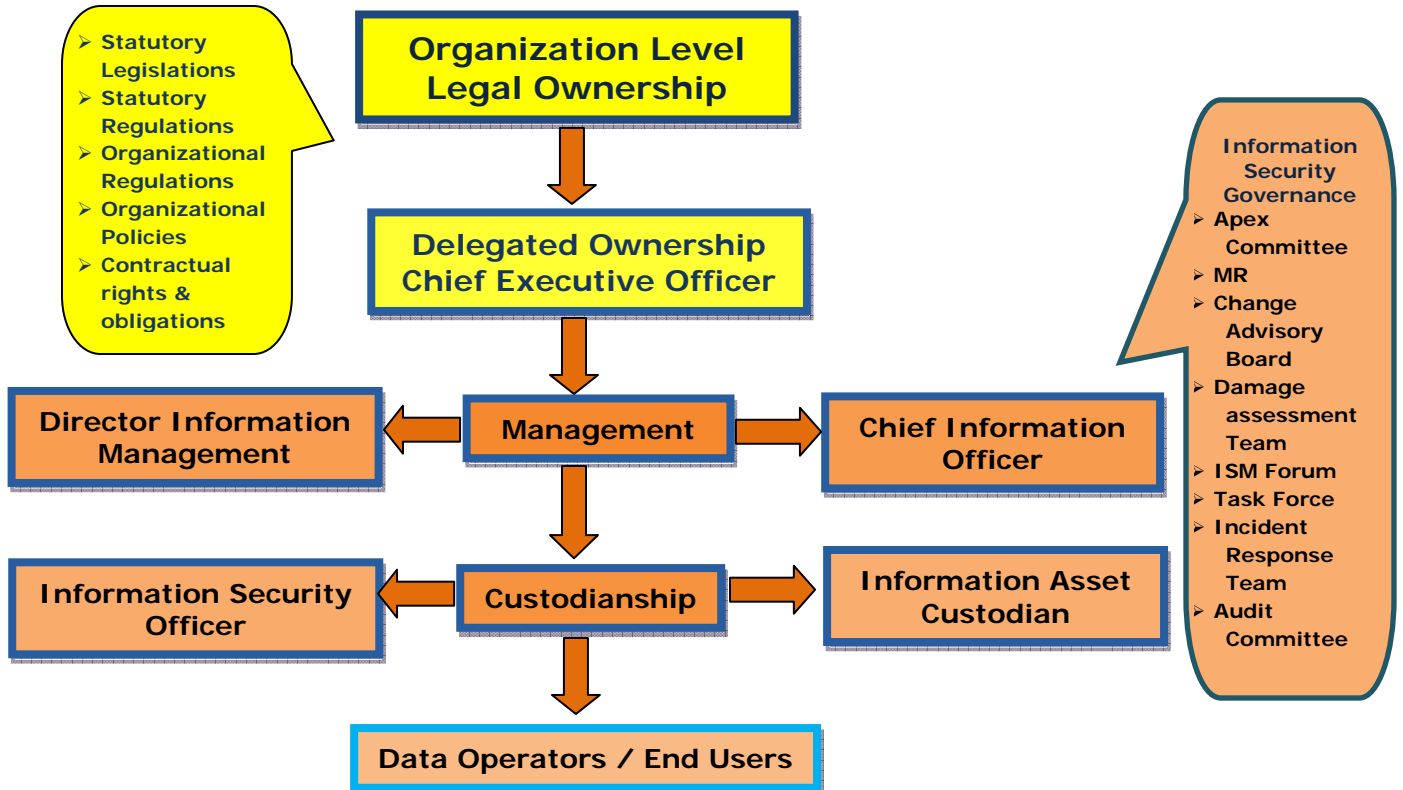 ➢ Statutory
Legislations
➢ Statutory
Regulations
➢ Organizational
Regulations
➢ Organizational
Policies
➢ Contractual
rights &
obligations
Organization Level
Legal Ownership
Delegated Ownership
Chief Executive Officer
Director Information
Management
Management
Chief Information
Officer
Information Security
Officer
Custodianship
Information Asset
Custodian
Data Operators / End Users
Information
Security
Governance
➢ Apex
Committee
➢ MR
➢ Change
Advisory
Board
➢ Damage
assessment
Team
➢ ISM Forum
➢ Task Force
➢ Incident
Response
Team
➢ Audit
Committee